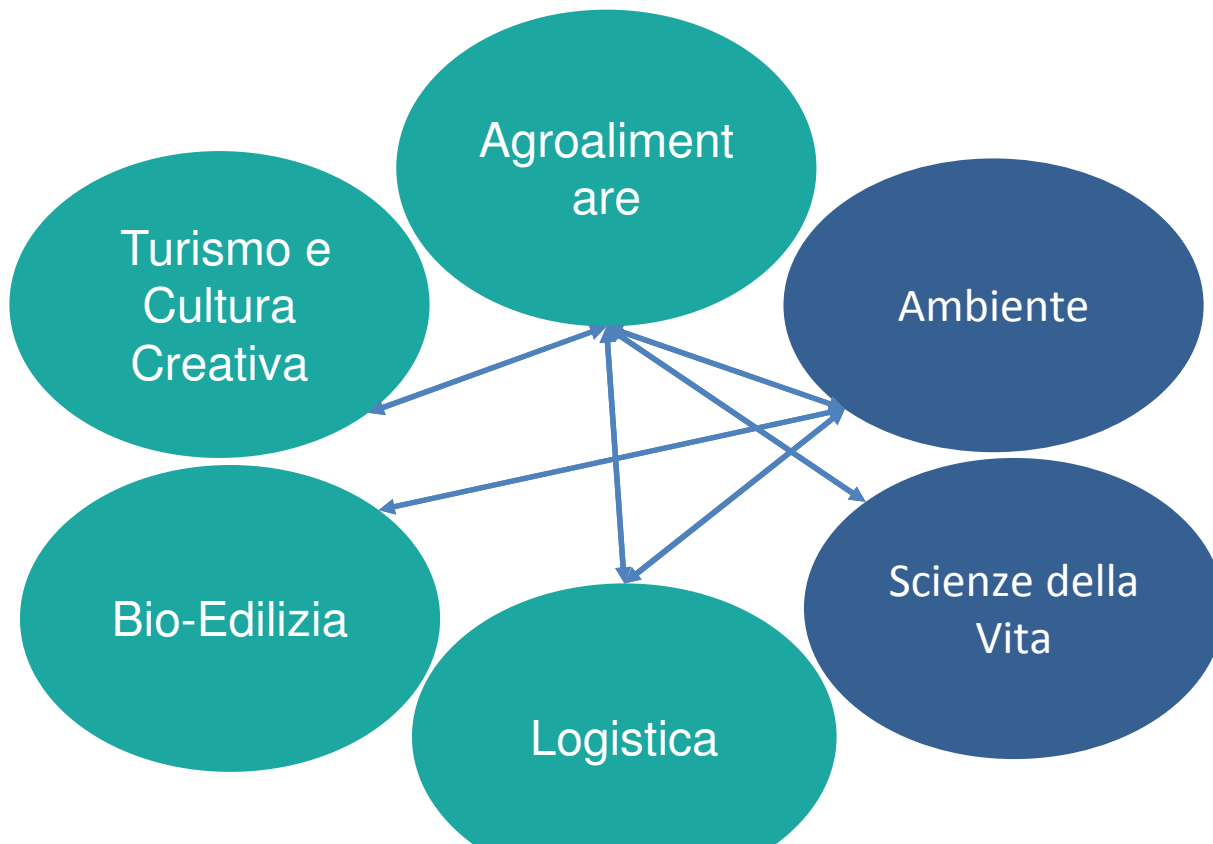 Agroaliment
are
Turismo e
Cultura
Creativa
Ambiente
Scienze della
Vita
Bio-Edilizia
Logistica